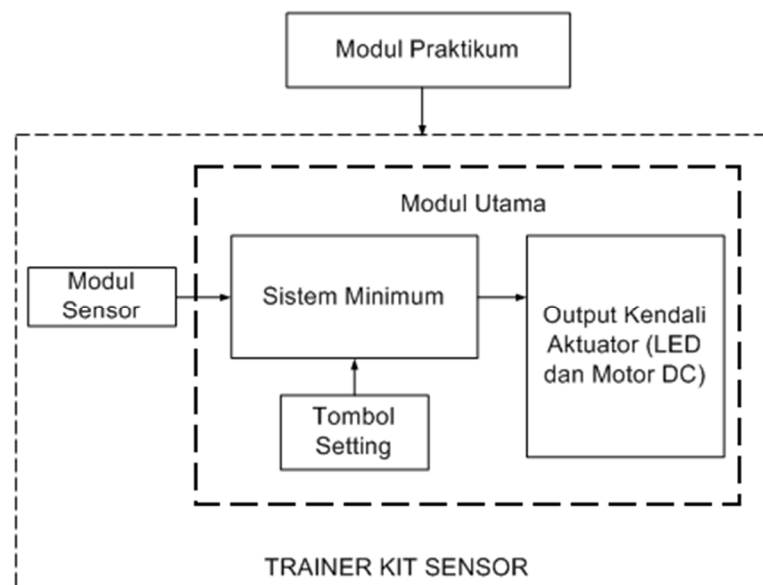 Modul Praktikum
Modul Utama
Modul
Sensor
Sistem Minimum
Output Kendali
Aktuator (LED
dan Motor DC)
Tombol
Setting
TRAINER KIT SENSOR